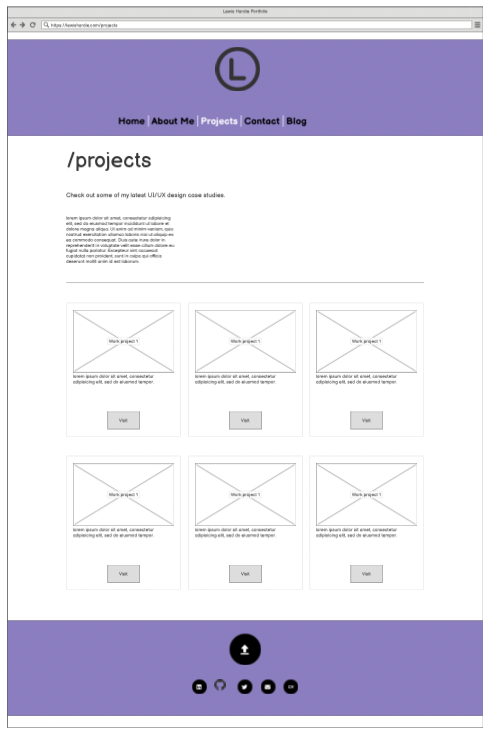 Lewis Hardie Portfolio
https://lewishardie.com/projects
L
Home About Me Projects Contact Blog
/projects
Check out some of my latest UI/UX design case studies.
lorem ipsum dolor sit amet, consectetur adipisicing
elit, sed do eiusmod tempor incididunt ut labore et
dolore magna aliqua. Ut enim ad minim veniam, quis
nostrud exercitation ullamco laboris nisi ut aliquip ex
ea commodo consequat. Duis aute irure dolor in
reprehenderit in voluptate velit esse cillum dolore eu
fugiat nulla pariatur. Excepteur sint occaecat
cupidatat non proident, sunt in culpa qui officia
deserunt mollit anim id est laborum.
Work project 1
lorem ipsum dolor sit amet, consectetur
adipisicing elit, sed do eiusmod tempor.
Visit
Work project 1
lorem ipsum dolor sit amet, consectetur
adipisicing elit, sed do eiusmod tempor.
Visit
Work project 1
lorem ipsum dolor sit amet, consectetur
adipisicing elit, sed do eiusmod tempor.
Visit
Work project 1
lorem ipsum dolor sit amet, consectetur
adipisicing elit, sed do eiusmod tempor.
Visit
Work project 1
lorem ipsum dolor sit amet, consectetur
adipisicing elit, sed do eiusmod tempor.
Visit
Work project 1
lorem ipsum dolor sit amet, consectetur
adipisicing elit, sed do eiusmod tempor.
Visit